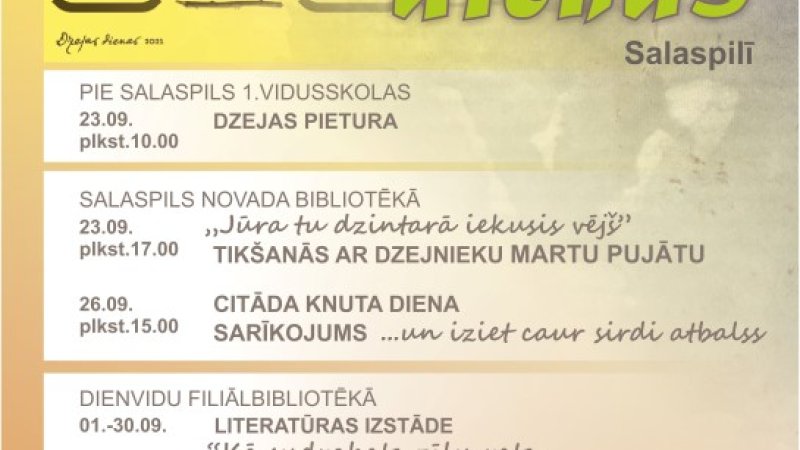 Dzejas dienas 2021
Salaspilī
PIE SALASPILS 1.VIDUSSKOLAS
23.09. DZEJAS PIETURA
plkst.10.00
SALASPILS NOVADA BIBLIOTĒKĀ
23.09. „Jūra tu dzintarā iekusis vējš”
plkst.17.00 TIKŠANĀS AR DZEJNIEKU MARTU PUJĀTU
26.09. CITĀDA KNUTA DIENA
plkst.15.00 SARĪKOJUMS ...un iziet caur sirdi atbalss
DIENVIDU FILIĀLBIBLIOTĒKĀ
01.-30.09. LITERATŪRAS IZSTĀDE